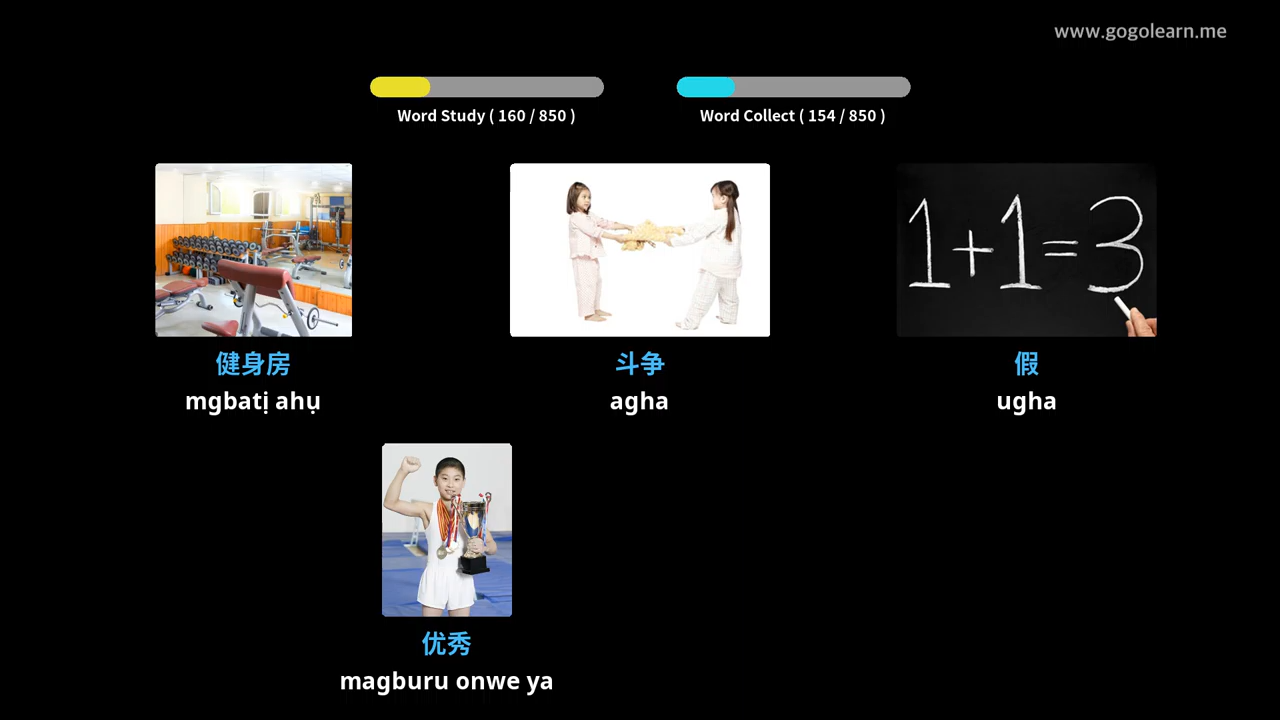 www.gogolearn.me
Word Study ( 160 / 850 )
Word Collect ( 154 / 850 )
1+1=3
健身房
mgbatị ahụ
斗争
agha
假
ugha
优秀
magburu onwe ya